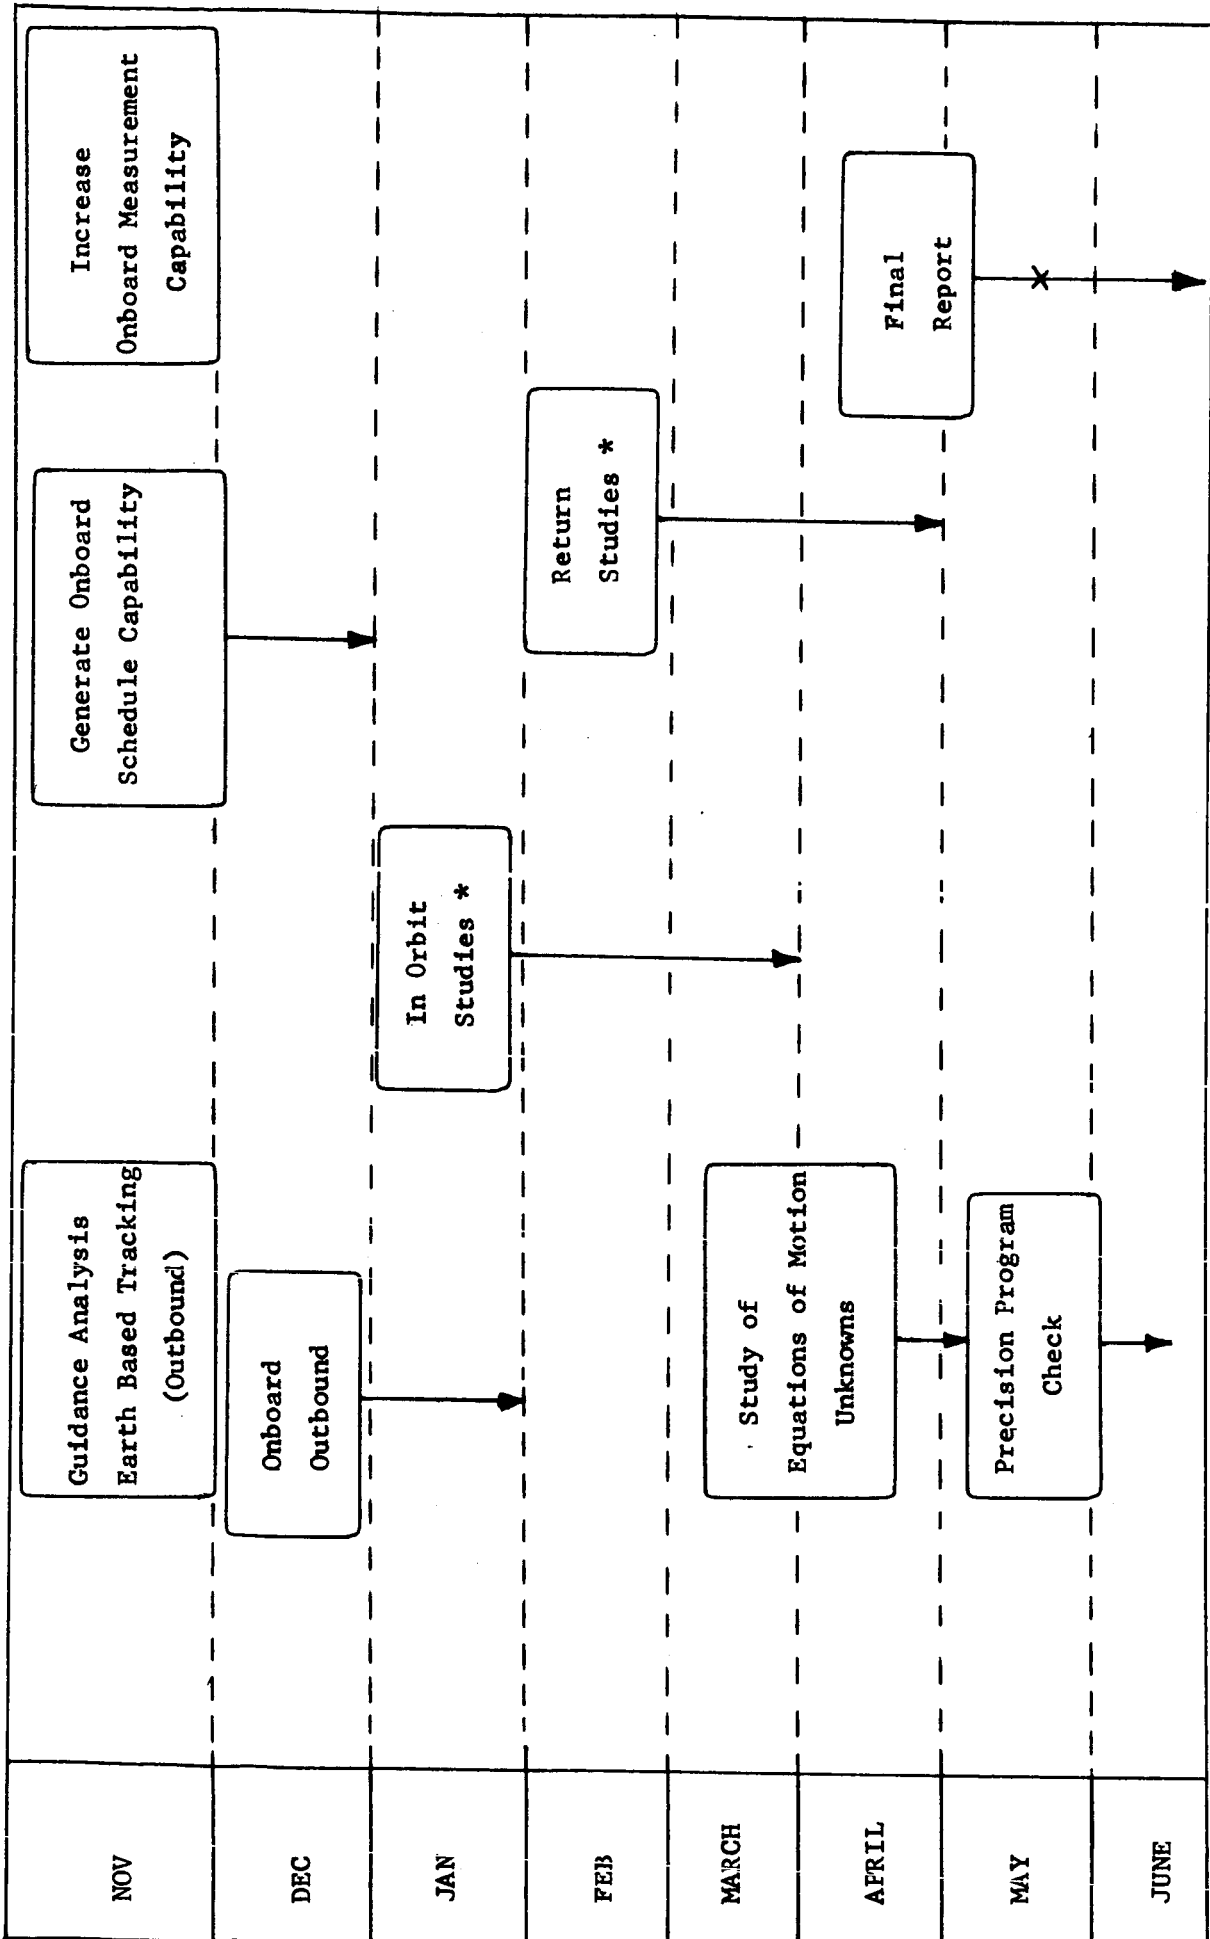 NOV
Guidance Analysis
Earth Based Tracking
(Outbound)
Generate Onboard
Schedule Capability
Increase
Onboard Measurement
Capability
DEC
Onboard
Outbound
JAN
In Orbit
Studies *
FEB
Return
Studies *
MARCH
Study of
Equations of Motion
Unknowns
APRIL
Final
Report
MAY
Precision Program
Check
JUNE